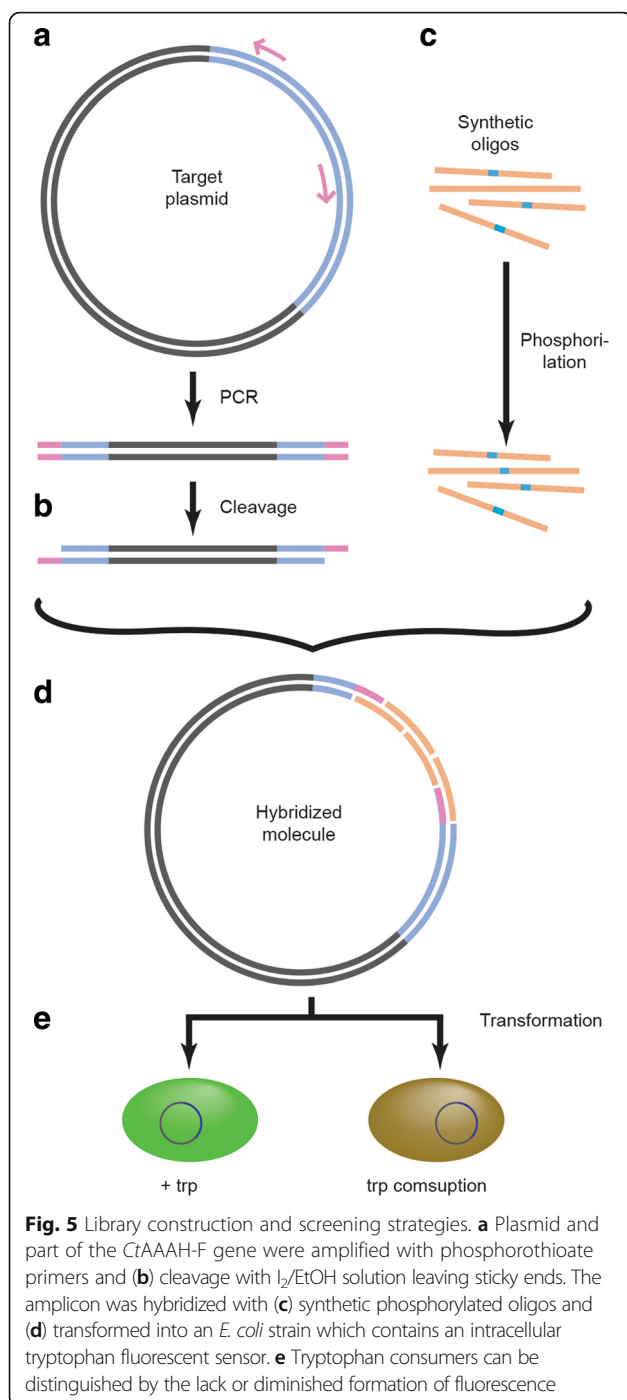 a
c
Synthetic
oligos
Target
plasmid
Phosphori-
lation
PCR
b
Cleavage
d
Hybridized
molecule
e
Transformation
+ trp
trp comsuption
Fig. 5 Library construction and screening strategies. a Plasmid and
part of the CtAAAH-F gene were amplified with phosphorothioate
primers and (b) cleavage with I₂/EtOH solution leaving sticky ends. The
amplicon was hybridized with (c) synthetic phosphorylated oligos and
(d) transformed into an E. coli strain which contains an intracellular
tryptophan fluorescent sensor. e Tryptophan consumers can be
distinguished by the lack or diminished formation of fluorescence